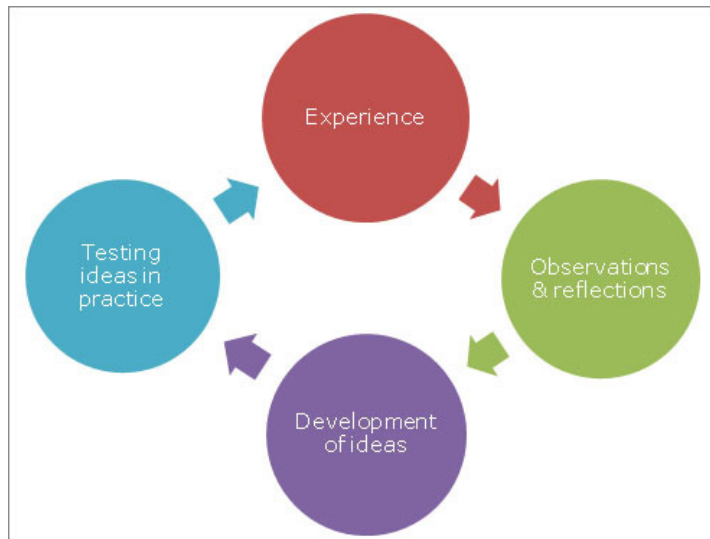 Experience
Observations
& reflections
Development
of ideas
Testing
ideas in
practice